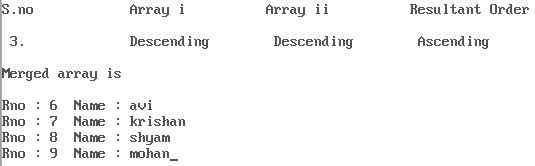 S.no Array i Array ii Resultant Order
3. Descending Descending Ascending
Merged array is
Rno : 6 Name : avi
Rno : 7 Name : krishan
Rno : 8 Name : shyam
Rno : 9 Name : mohan_